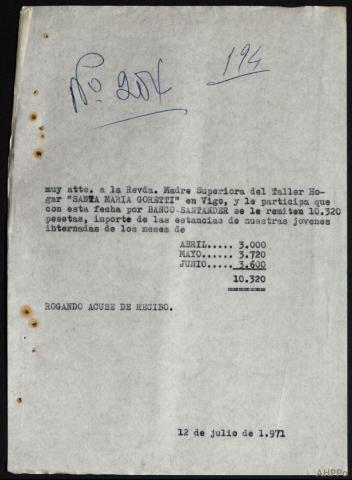 Nº 204
194
muy atto. a la Revda. Madre Superiora del Taller Ho-
gar "SANTA MARIA GORETTI" en Vigo, y le participa que
con esta fecha por BANCO SANTANDER se le remiten 10.320
pesetas, importe de las estancias de nuestras jovenes
internadas de los meses de
ABRIL..... 3.000
MAYO...... 3.720
JUNIO..... 3.600
10.320
ROGANDO ACUSE DE RECIBO.
12 de julio de 1.971
AHPPo